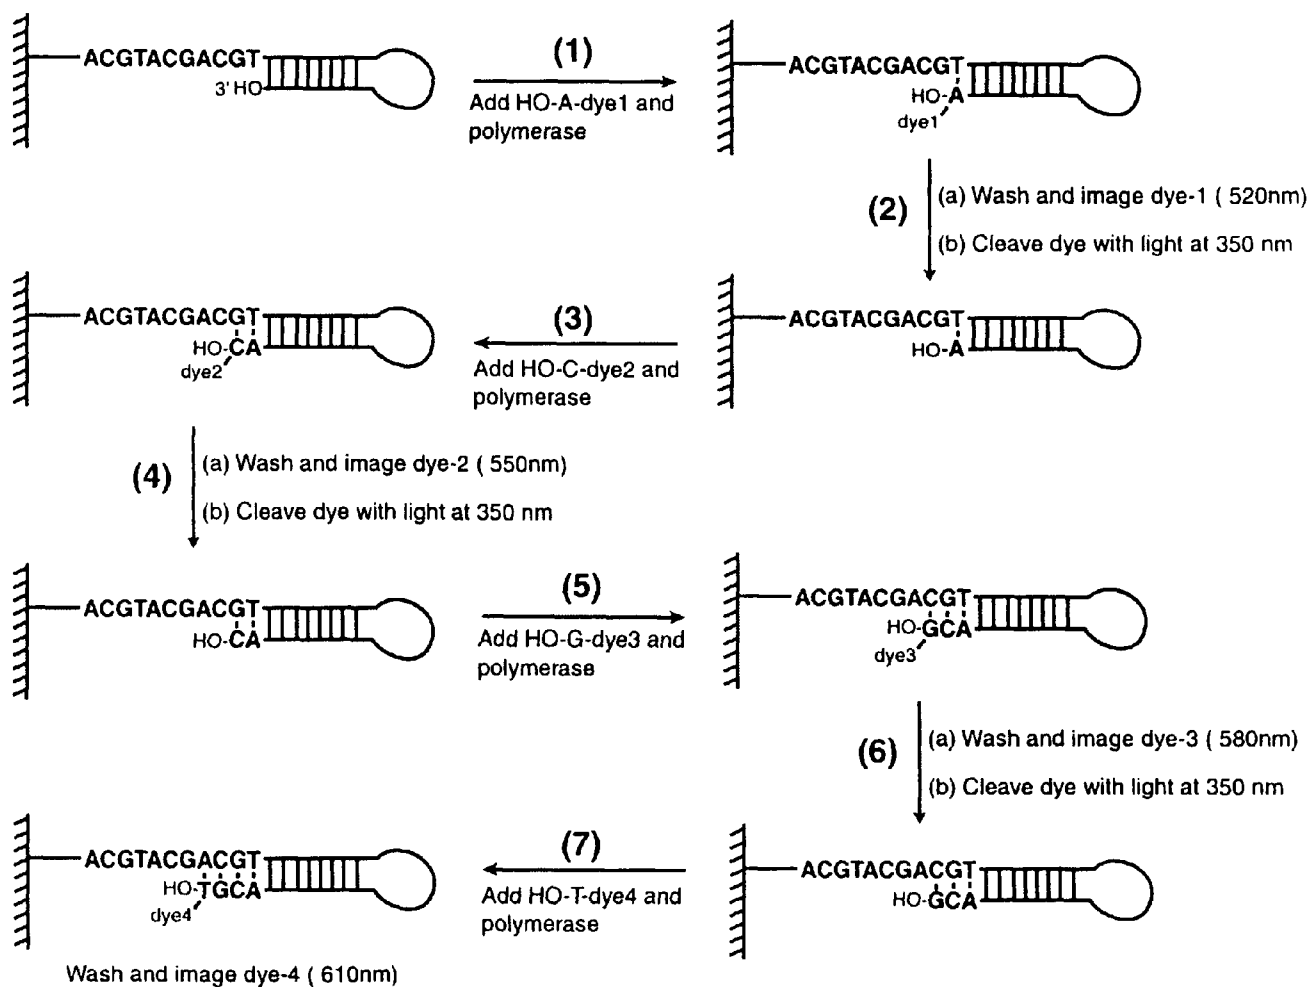 ACGTACGACGT
3' HO
(1)
Add HO-A-dye1 and
polymerase
ACGTACGACGT
HO-A
dye1
(2)
(a) Wash and image dye-1 ( 520nm)
(b) Cleave dye with light at 350 nm
ACGTACGACGT
HO-A
(3)
Add HO-C-dye2 and
polymerase
ACGTACGACGT
HO-CA
dye2
(4)
(a) Wash and image dye-2 ( 550nm)
(b) Cleave dye with light at 350 nm
ACGTACGACGT
HO-CA
(5)
Add HO-G-dye3 and
polymerase
ACGTACGACGT
HO-GCA
dye3
(6)
(a) Wash and image dye-3 ( 580nm)
(b) Cleave dye with light at 350 nm
ACGTACGACGT
HO-GCA
(7)
Add HO-T-dye4 and
polymerase
ACGTACGACGT
HO-TGCA
dye4
Wash and image dye-4 ( 610nm)